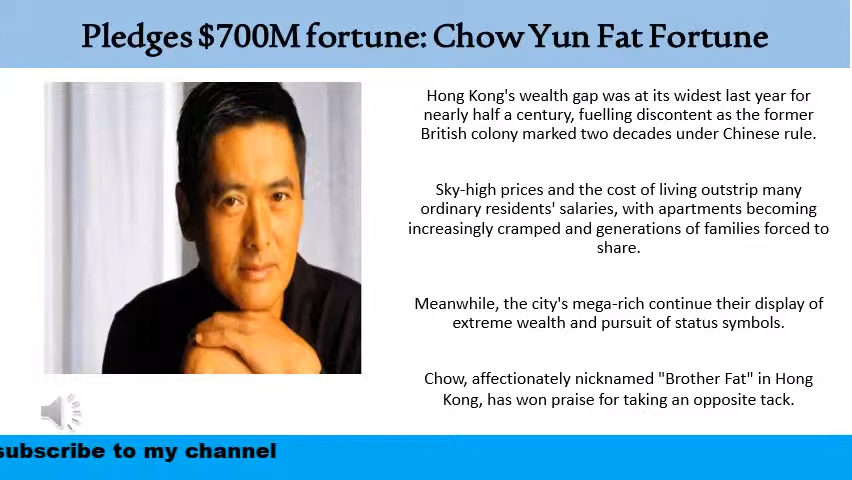 Pledges $700M fortune: Chow Yun Fat Fortune
Hong Kong's wealth gap was at its widest last year for
nearly half a century, fuelling discontent as the former
British colony marked two decades under Chinese rule.
Sky-high prices and the cost of living outstrip many
ordinary residents' salaries, with apartments becoming
increasingly cramped and generations of families forced to
share.
Meanwhile, the city's mega-rich continue their display of
extreme wealth and pursuit of status symbols.
Chow, affectionately nicknamed "Brother Fat" in Hong
Kong, has won praise for taking an opposite tack.
subscribe to my channel